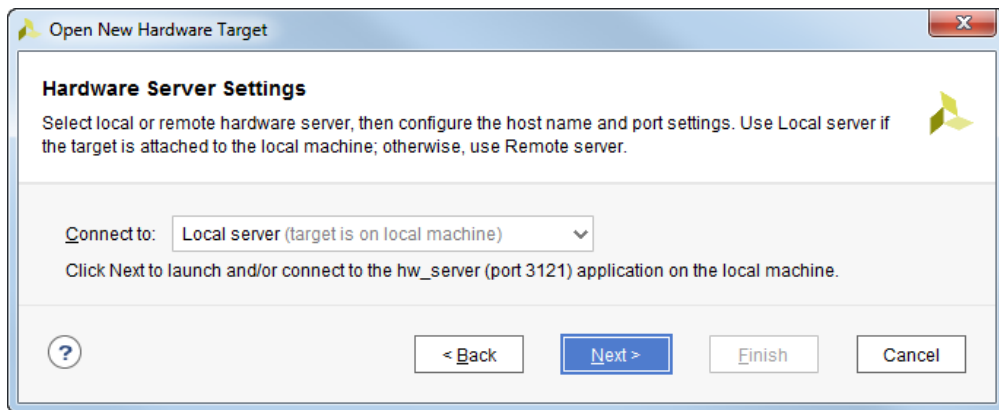 Open New Hardware Target
Hardware Server Settings
Select local or remote hardware server, then configure the host name and port settings. Use Local server if
the target is attached to the local machine; otherwise, use Remote server.
Connect to: Local server (target is on local machine)
Click Next to launch and/or connect to the hw_server (port 3121) application on the local machine.
? < Back Next > Finish Cancel